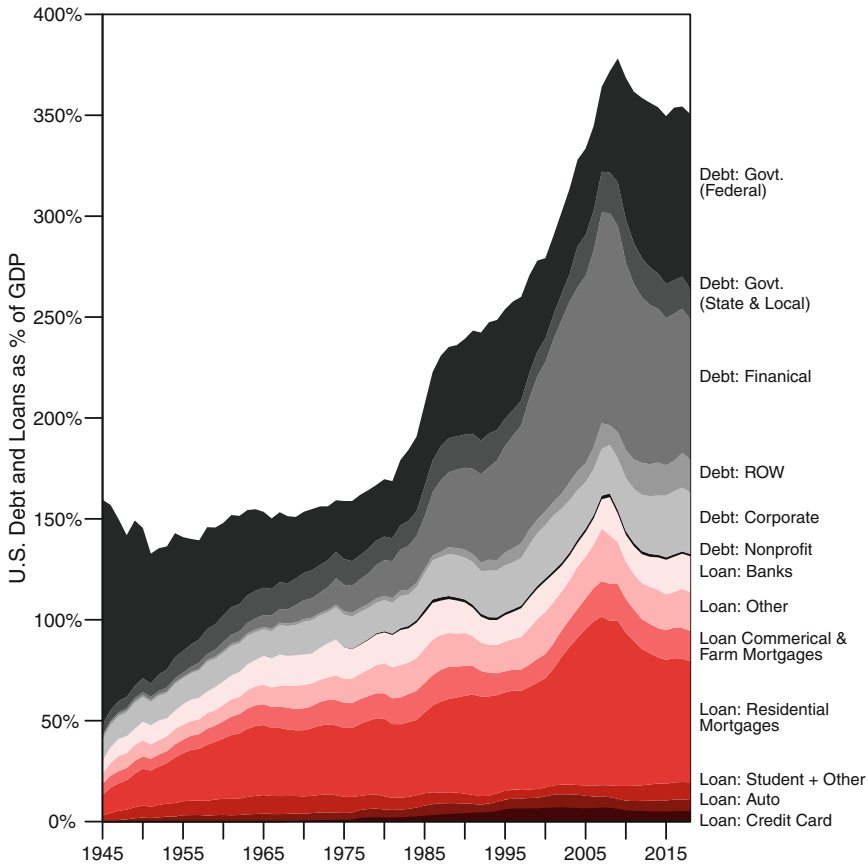 U.S. Debt and Loans as % of GDP
400%
350%
300%
250%
200%
150%
100%
50%
0%
1945
1955
1965
1975
1985
1995
2005
2015
Debt: Govt.
(Federal)
Debt: Govt.
(State & Local)
Debt: Finanical
Debt: ROW
Debt: Corporate
Debt: Nonprofit
Loan: Banks
Loan: Other
Loan Commerical &
Farm Mortgages
Loan: Residential
Mortgages
Loan: Student + Other
Loan: Auto
Loan: Credit Card